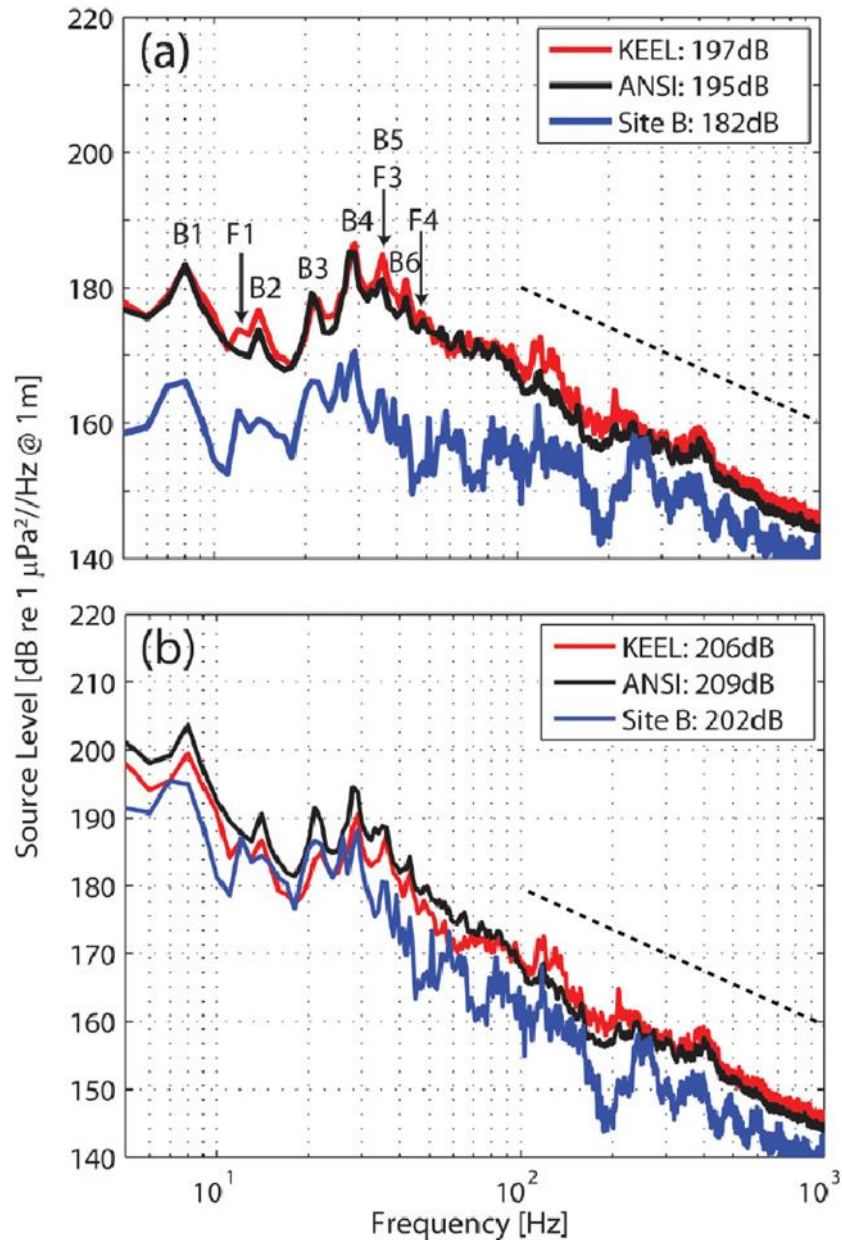 220
(a)
KEEL: 197dB
ANSI: 195dB
Site B: 182dB
200
B5
F3
B1
F1
B2
B3
B4
B6
F4
180
160
140
Source Level [dB re 1 μPa²//Hz @ 1m]
220
(b)
KEEL: 206dB
ANSI: 209dB
Site B: 202dB
210
200
190
180
170
160
150
140
10¹
10²
10³
Frequency [Hz]